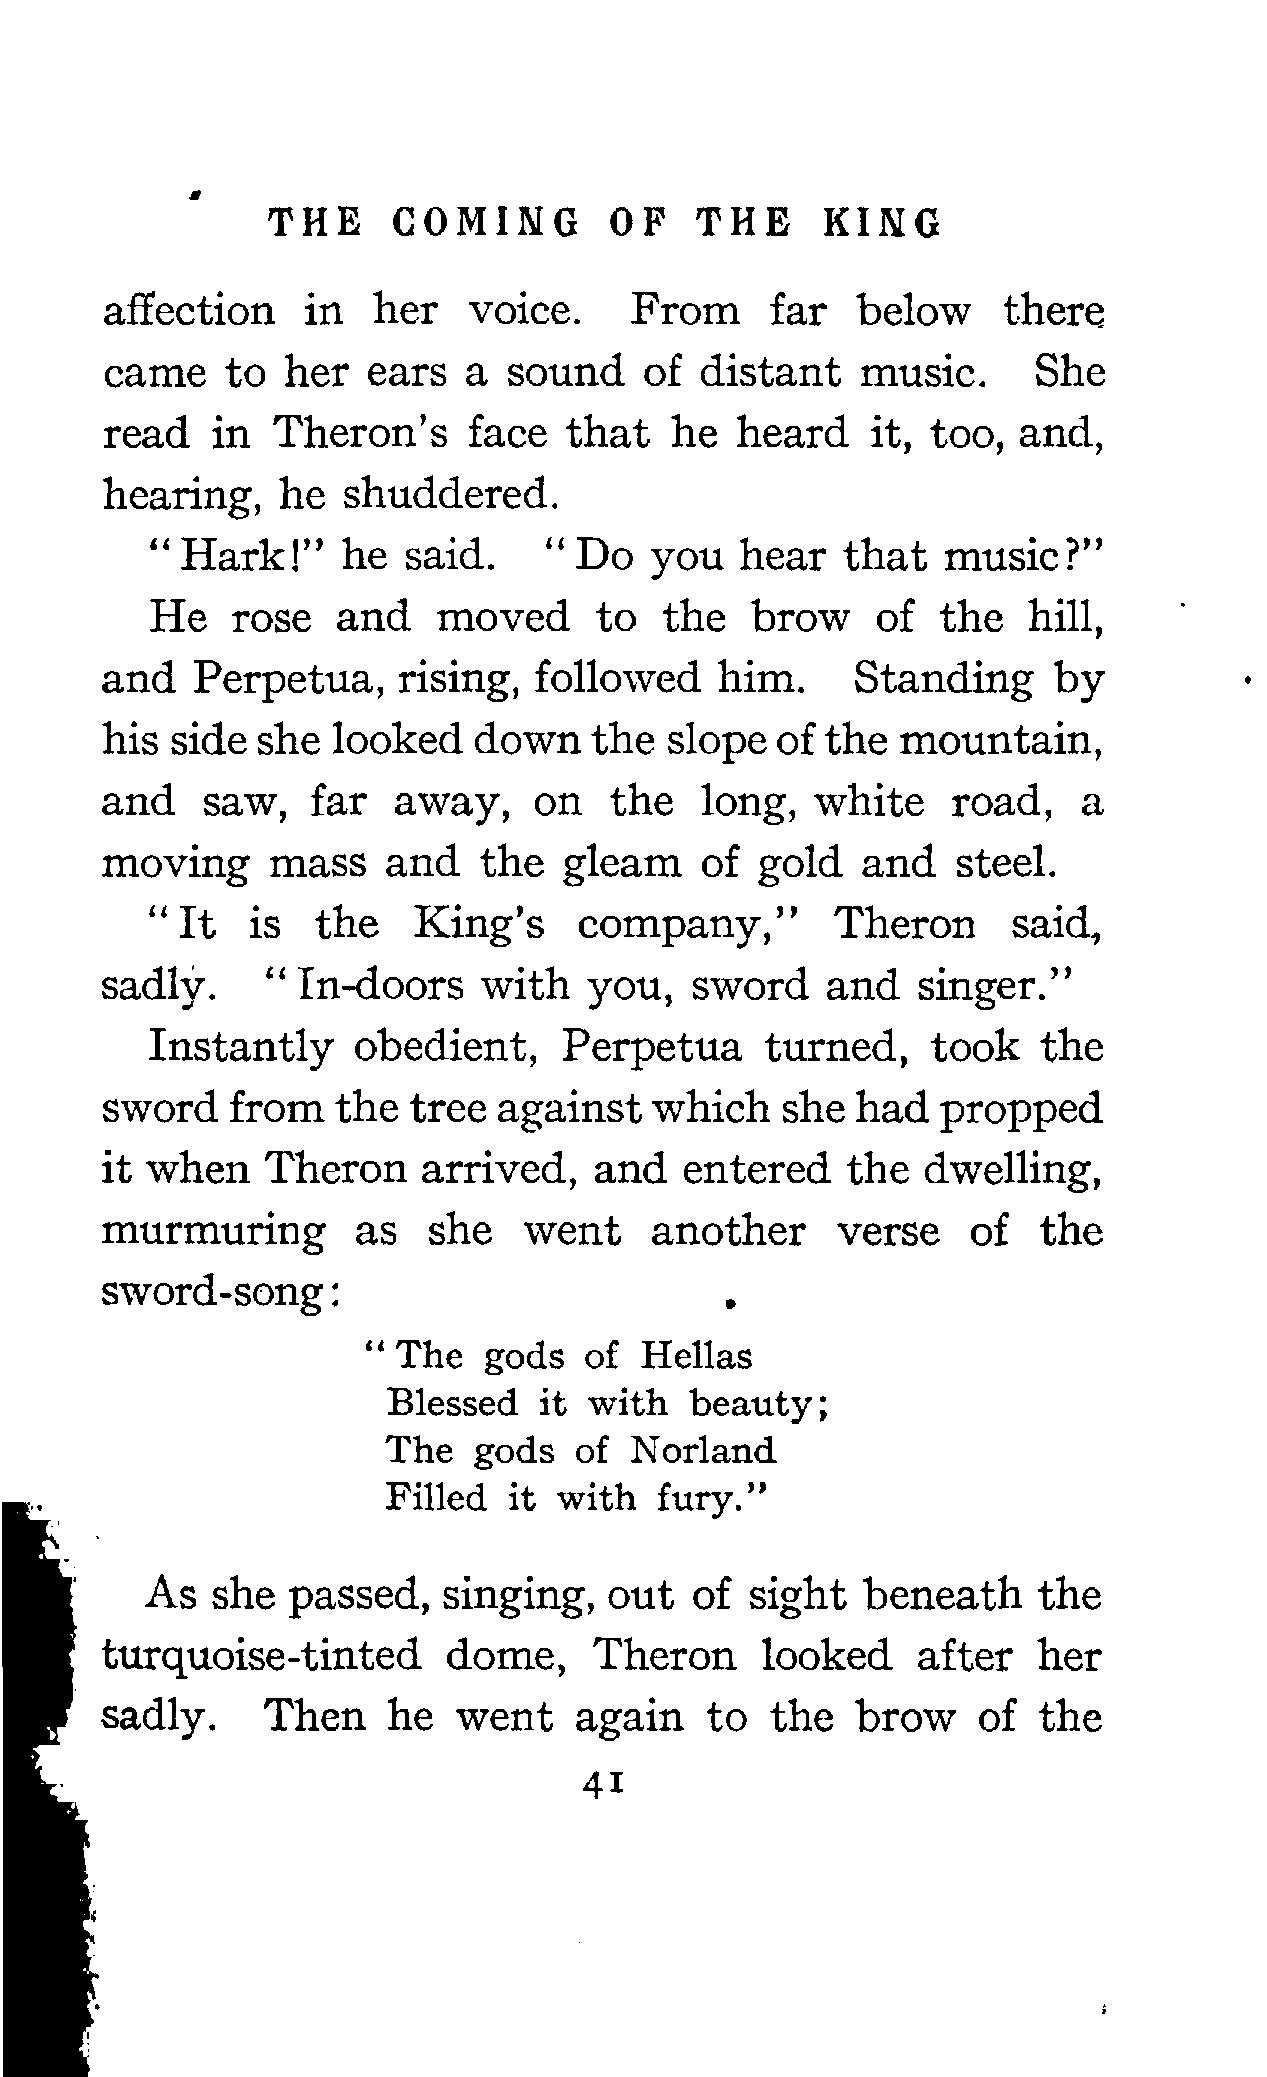 THE COMING OF THE KING
affection in her voice. From far below there
came to her ears a sound of distant music. She
read in Theron's face that he heard it, too, and,
hearing, he shuddered.
"Hark!" he said. "Do you hear that music?"
He rose and moved to the brow of the hill,
and Perpetua, rising, followed him. Standing by
his side she looked down the slope of the mountain,
and saw, far away, on the long, white road, a
moving mass and the gleam of gold and steel.
"It is the King's company," Theron said,
sadly. "In-doors with you, sword and singer."
Instantly obedient, Perpetua turned, took the
sword from the tree against which she had propped
it when Theron arrived, and entered the dwelling,
murmuring as she went another verse of the
sword-song:
"The gods of Hellas
Blessed it with beauty;
The gods of Norland
Filled it with fury."
As she passed, singing, out of sight beneath the
turquoise-tinted dome, Theron looked after her
sadly. Then he went again to the brow of the
41